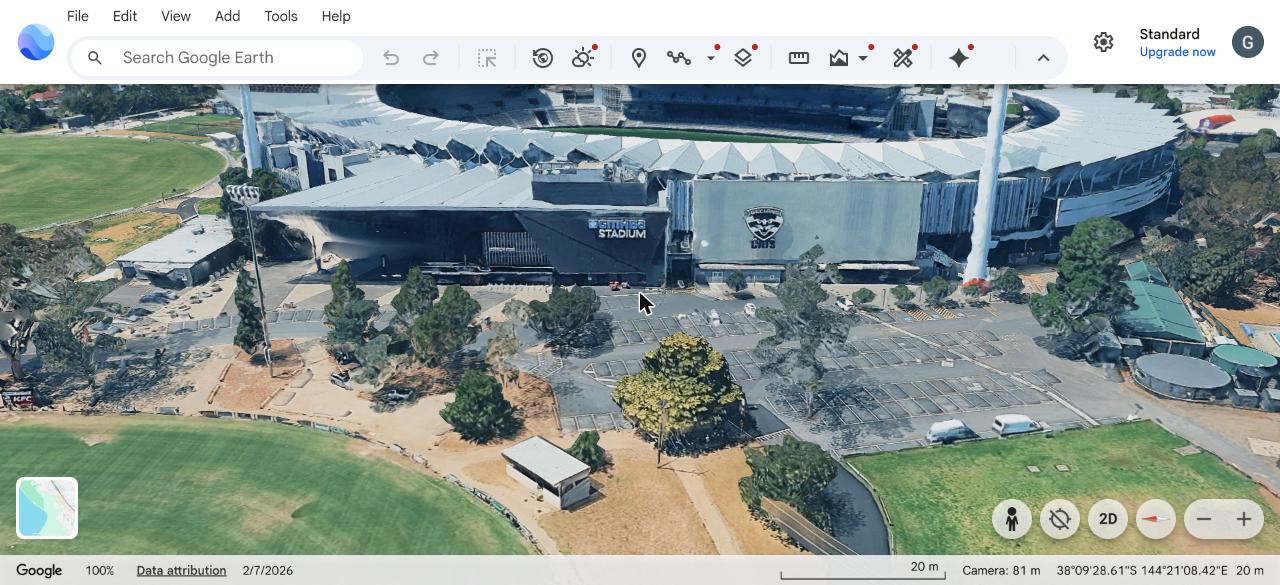 File Edit View Add Tools Help
Search Google Earth
Standard
Upgrade now
G
STADIUM
CATS
KFC
2D
20 m
Google 100% Data attribution 2/7/2026 Camera: 81 m 38°09'28.61"S 144°21'08.42"E 20 m